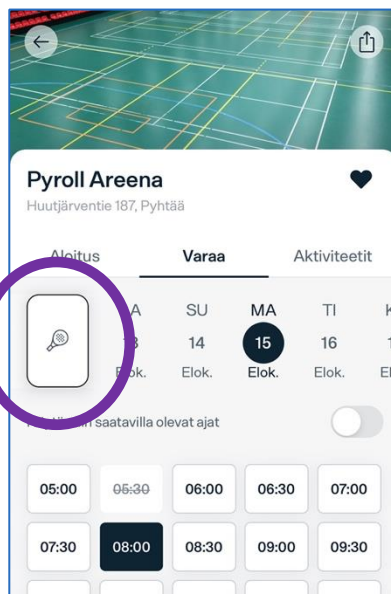 Pyroll Areena
Huutjärventie 187, Pyhtää
Aloitus Varaa Aktiviteetit
SU MA TI
14 15 16
Elok. Elok. Elok. Elok.
saatavilla olevat ajat
05:00 05:30 06:00 06:30 07:00
07:30 08:00 08:30 09:00 09:30